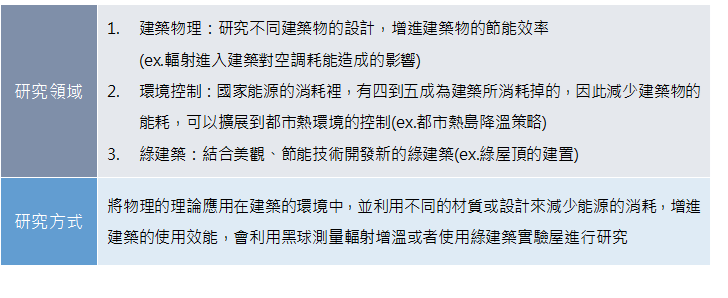 研究領域
1. 建築物理：研究不同建築物的設計，增進建築物的節能效率
(ex.輻射進入建築對空調耗能造成的影響)
2. 環境控制：國家能源的消耗裡，有四到五成為建築所消耗掉的，因此減少建築物的
能耗，可以擴展到都市熱環境的控制(ex.都市熱島降溫策略)
3. 綠建築：結合美觀、節能技術開發新的綠建築(ex.綠屋頂的建置)
研究方式
將物理的理論應用在建築的環境中，並利用不同的材質或設計來減少能源的消耗，增進
建築的使用效能，會利用黑球測量輻射增溫或者使用綠建築實驗屋進行研究